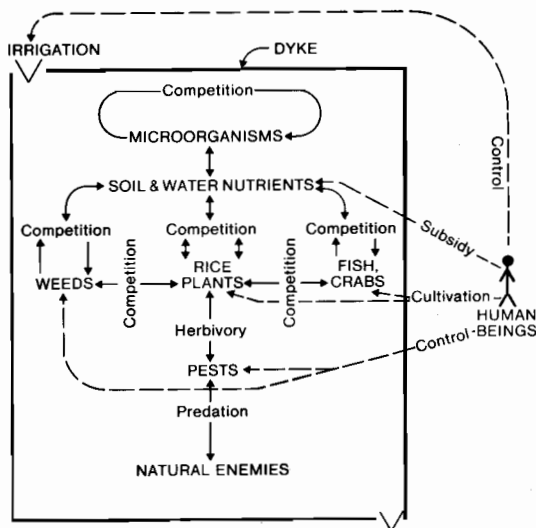 IRRIGATION
DYKE
Competition
MICROORGANISMS
Control
SOIL & WATER NUTRIENTS
Competition
Competition
Competition
Subsidy
WEEDS
Competition
RICE
PLANTS
Competition
FISH,
CRABS
Cultivation
HUMAN
BEINGS
Herbivory
Control
PESTS
Predation
NATURAL ENEMIES